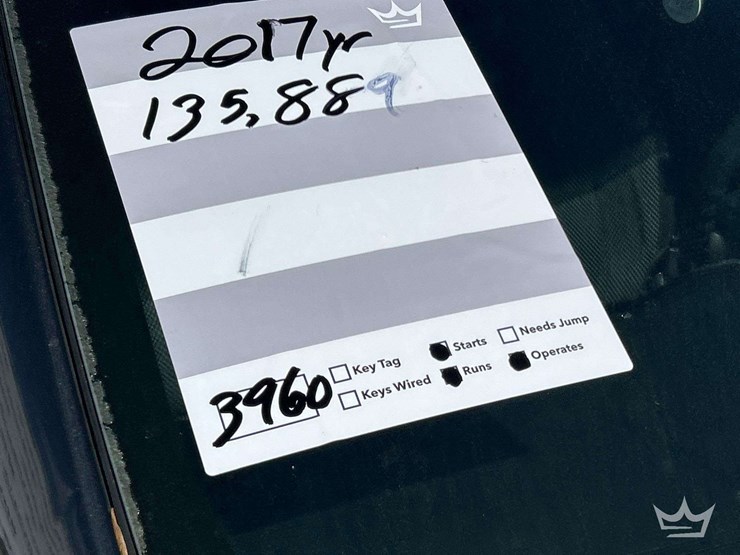 2017yr
135,889
Key Tag Starts Needs Jump
3960 Keys Wired Runs Operates